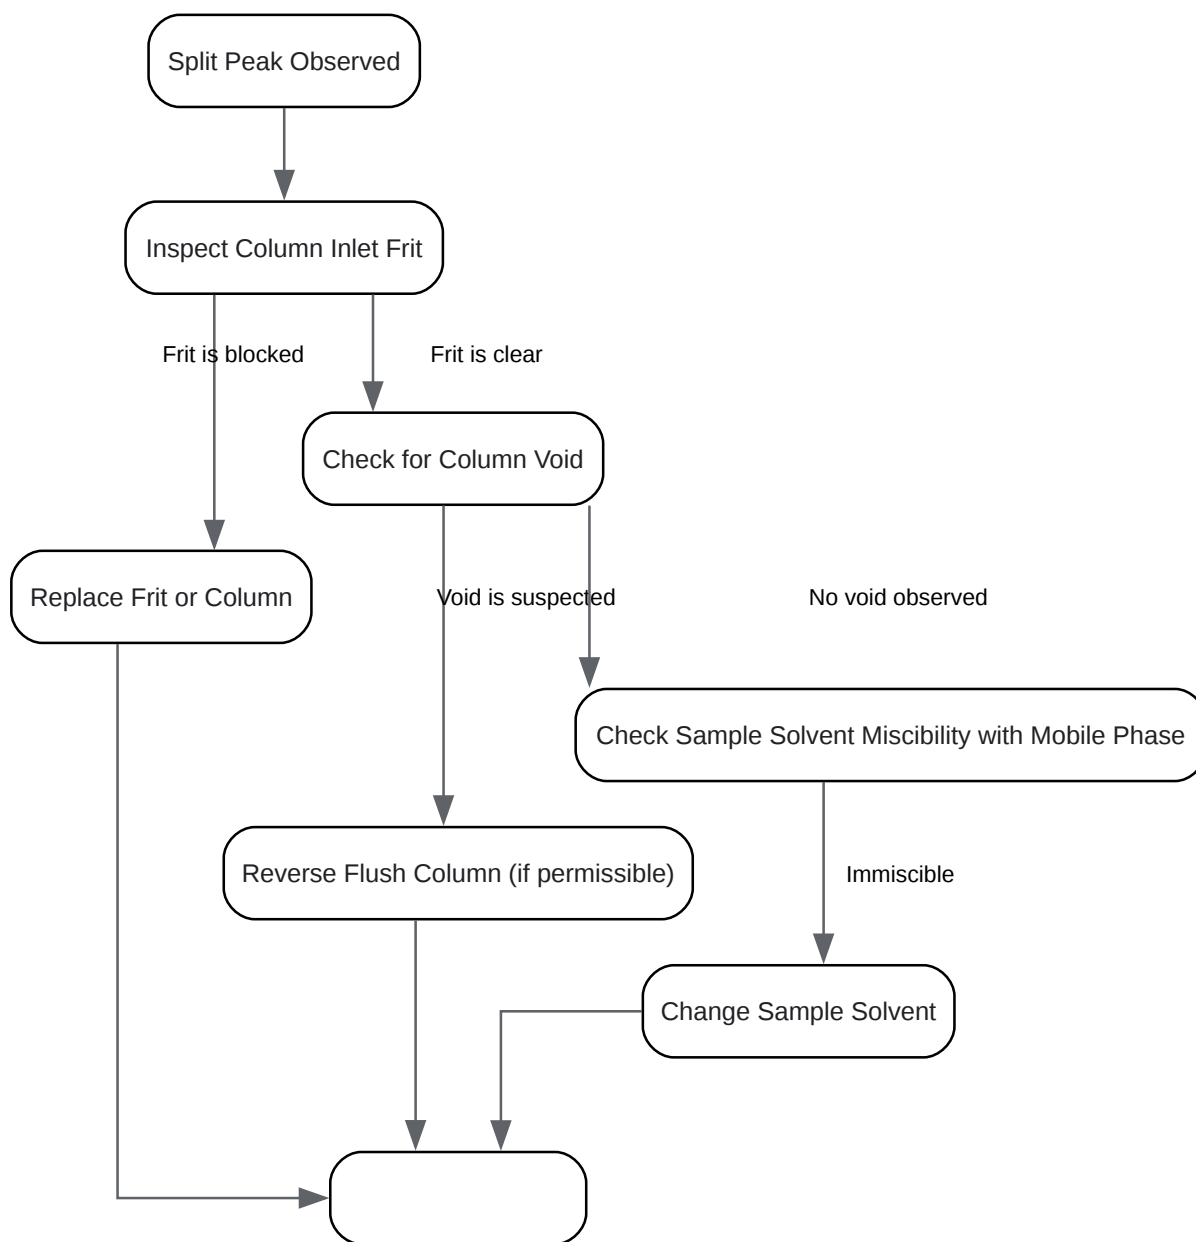 Split Peak Observed
Inspect Column Inlet Frit
Frit is blocked
Frit is clear
Check for Column Void
Replace Frit or Column
Void is suspected
No void observed
Check Sample Solvent Miscibility with Mobile Phase
Reverse Flush Column (if permissible)
Immiscible
Change Sample Solvent